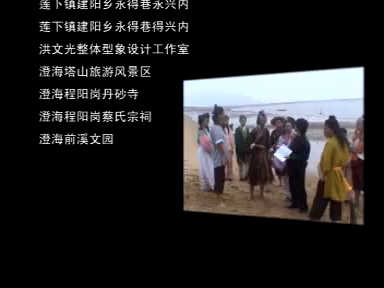 莲下镇建阳乡永得巷永兴内
莲下镇建阳乡永得巷得兴内
洪文光整体型象设计工作室
澄海塔山旅游风景区
澄海程阳岗丹砂寺
澄海程阳岗蔡氏宗祠
澄海前溪文园